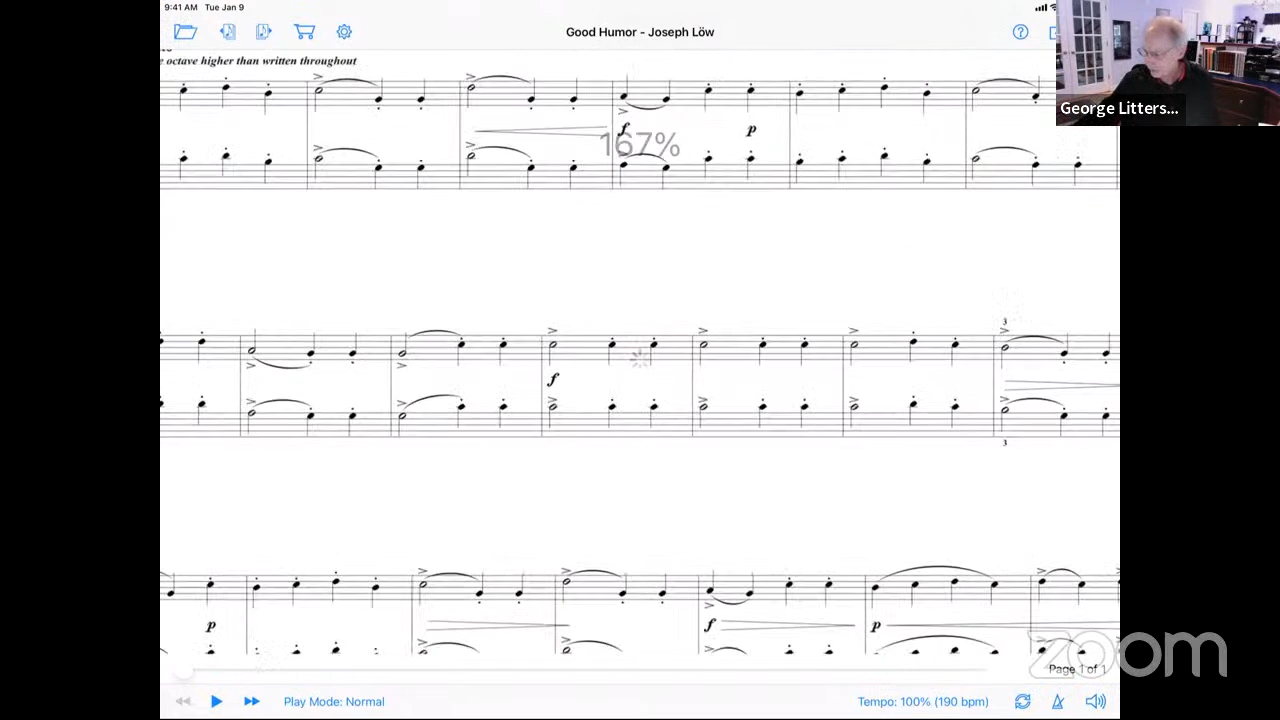 9:41 AM Tue Jan 9
Good Humor - Joseph Löw
George Litters...
octave higher than written throughout
f
p
167%
3
f
3
p
f
p
zoom
Page 1 of 1
Play Mode: Normal
Tempo: 100% (190 bpm)